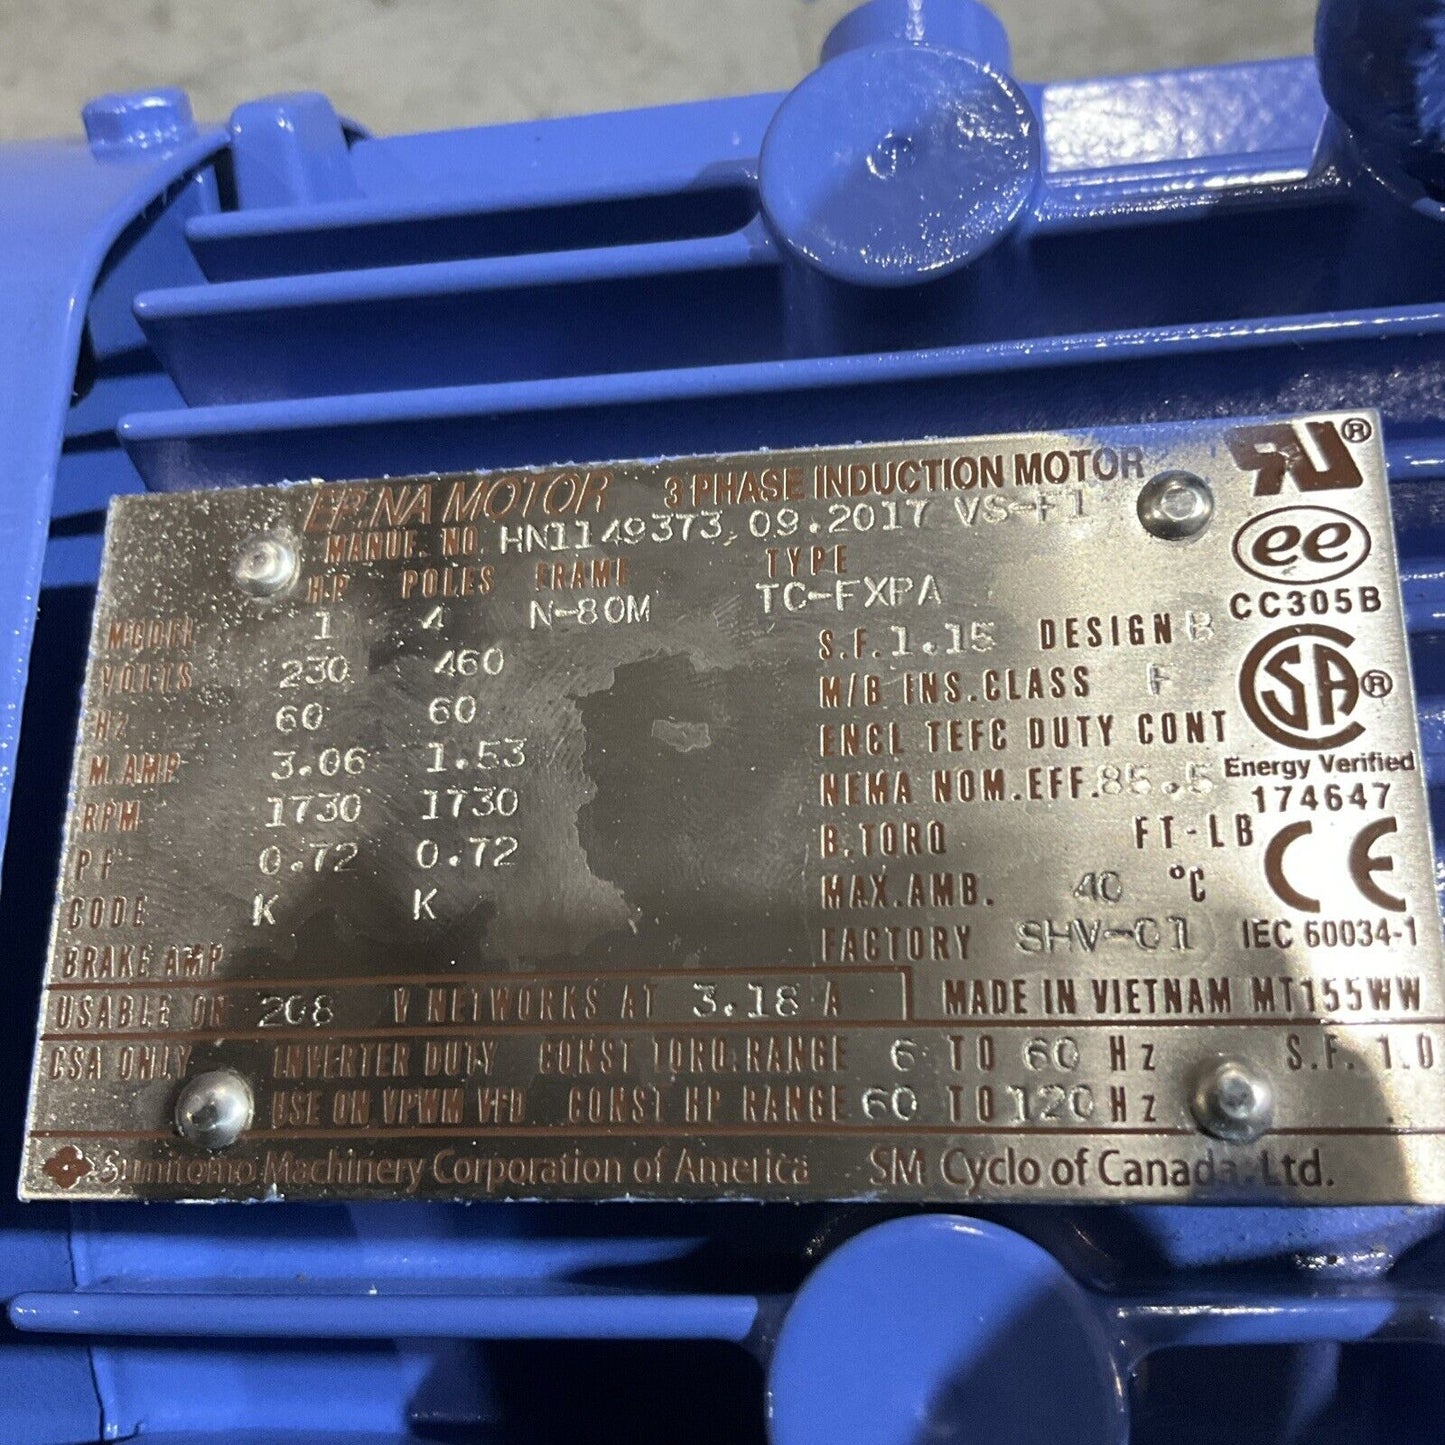 EP.NA MOTOR 3 PHASE INDUCTION MOTOR
MANUF. NO. HN1149373, 09.2017 VS-F1
H.P. POLES FRAME TYPE
1 4 N-80M TC-FXPA
VOLTS 230 460
S.F. 1.15 DESIGN B
HZ 60 60
M/B INS.CLASS F
M.AMP 3.06 1.53
ENCL TEFC DUTY CONT
RPM 1730 1730
NEMA NOM.EFF. 85.5
PF 0.72 0.72
B.TORQ FT-LB
CODE K K
MAX.AMB. 40 °C
BRAKE AMP
FACTORY SHV-01
RU®
ee
CC305B
CSA®
Energy Verified
174647
CE
IEC 60034-1
USABLE ON 208 V NETWORKS AT 3.18 A
MADE IN VIETNAM MT155WW
CSA ONLY INVERTER DUTY CONST TORQ.RANGE 6 TO 60 Hz S.F. 1.0
USE ON VPWM VFD CONST HP RANGE 60 TO 120 Hz
Sumitomo Machinery Corporation of America SM Cyclo of Canada, Ltd.